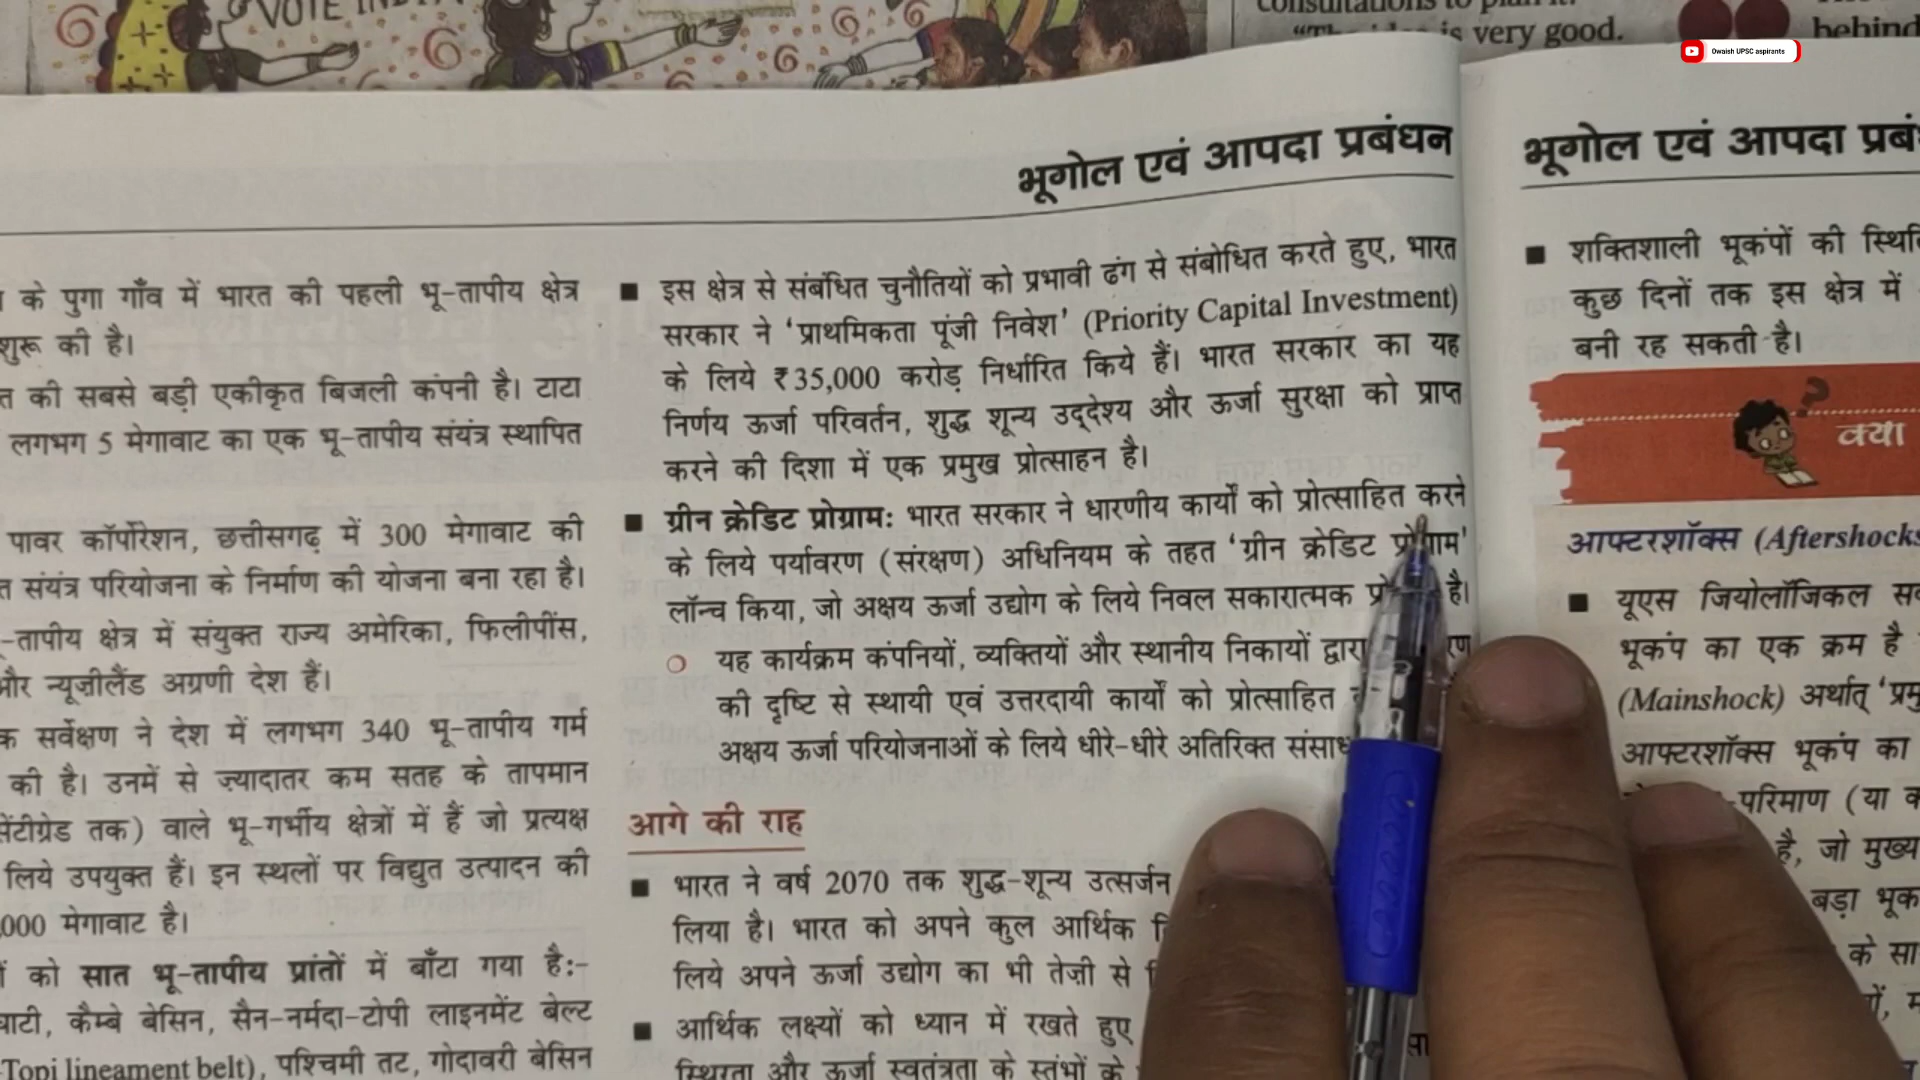 VOTE
is very good.
behind
Owaish UPSC aspirants
भूगोल एवं आपदा प्रबंधन
के पुगा गाँव में भारत की पहली भू-तापीय क्षेत्र
शुरू की है।
की सबसे बड़ी एकीकृत बिजली कंपनी है। टाटा
लगभग 5 मेगावाट का एक भू-तापीय संयंत्र स्थापित
पावर कॉर्पोरेशन, छत्तीसगढ़ में 300 मेगावाट की
संयंत्र परियोजना के निर्माण की योजना बना रहा है।
-तापीय क्षेत्र में संयुक्त राज्य अमेरिका, फिलीपींस,
और न्यूज़ीलैंड अग्रणी देश हैं।
सर्वेक्षण ने देश में लगभग 340 भू-तापीय गर्म
की है। उनमें से ज़्यादातर कम सतह के तापमान
सेंटीग्रेड तक) वाले भू-गर्भीय क्षेत्रों में हैं जो प्रत्यक्ष
लिये उपयुक्त हैं। इन स्थलों पर विद्युत उत्पादन की
000 मेगावाट है।
को सात भू-तापीय प्रांतों में बाँटा गया है:-
घाटी, कैम्बे बेसिन, सैन-नर्मदा-टोपी लाइनमेंट बेल्ट
Topi lineament belt), पश्चिमी तट, गोदावरी बेसिन
■ इस क्षेत्र से संबंधित चुनौतियों को प्रभावी ढंग से संबोधित करते हुए, भारत
सरकार ने ‘प्राथमिकता पूंजी निवेश’ (Priority Capital Investment)
के लिये ₹35,000 करोड़ निर्धारित किये हैं। भारत सरकार का यह
निर्णय ऊर्जा परिवर्तन, शुद्ध शून्य उद्देश्य और ऊर्जा सुरक्षा को प्राप्त
करने की दिशा में एक प्रमुख प्रोत्साहन है।
■ ग्रीन क्रेडिट प्रोग्रामः भारत सरकार ने धारणीय कार्यों को प्रोत्साहित करने
के लिये पर्यावरण (संरक्षण) अधिनियम के तहत ‘ग्रीन क्रेडिट प्रोग्राम’
लॉन्च किया, जो अक्षय ऊर्जा उद्योग के लिये निवल सकारात्मक है।
○ यह कार्यक्रम कंपनियों, व्यक्तियों और स्थानीय निकायों द्वारा
की दृष्टि से स्थायी एवं उत्तरदायी कार्यों को प्रोत्साहित
अक्षय ऊर्जा परियोजनाओं के लिये धीरे-धीरे अतिरिक्त
आगे की राह
■ भारत ने वर्ष 2070 तक शुद्ध-शून्य उत्सर्जन
लिया है। भारत को अपने कुल आर्थिक
लिये अपने ऊर्जा उद्योग का भी तेज़ी से
■ आर्थिक लक्ष्यों को ध्यान में रखते हुए
स्थिरता और ऊर्जा स्वतंत्रता के स्तंभों के
भूगोल एवं आपदा
■ शक्तिशाली भूकंपों की
कुछ दिनों तक इस क्षेत्र में
बनी रह सकती है।
क्या
आफ्टरशॉक्स (Aftershocks
■ यूएस जियोलॉजिकल
भूकंप का एक क्रम है
(Mainshock) अर्थात्
आफ्टरशॉक्स भूकंप का
-परिमाण (या
है, जो मुख्य
बड़ा
के